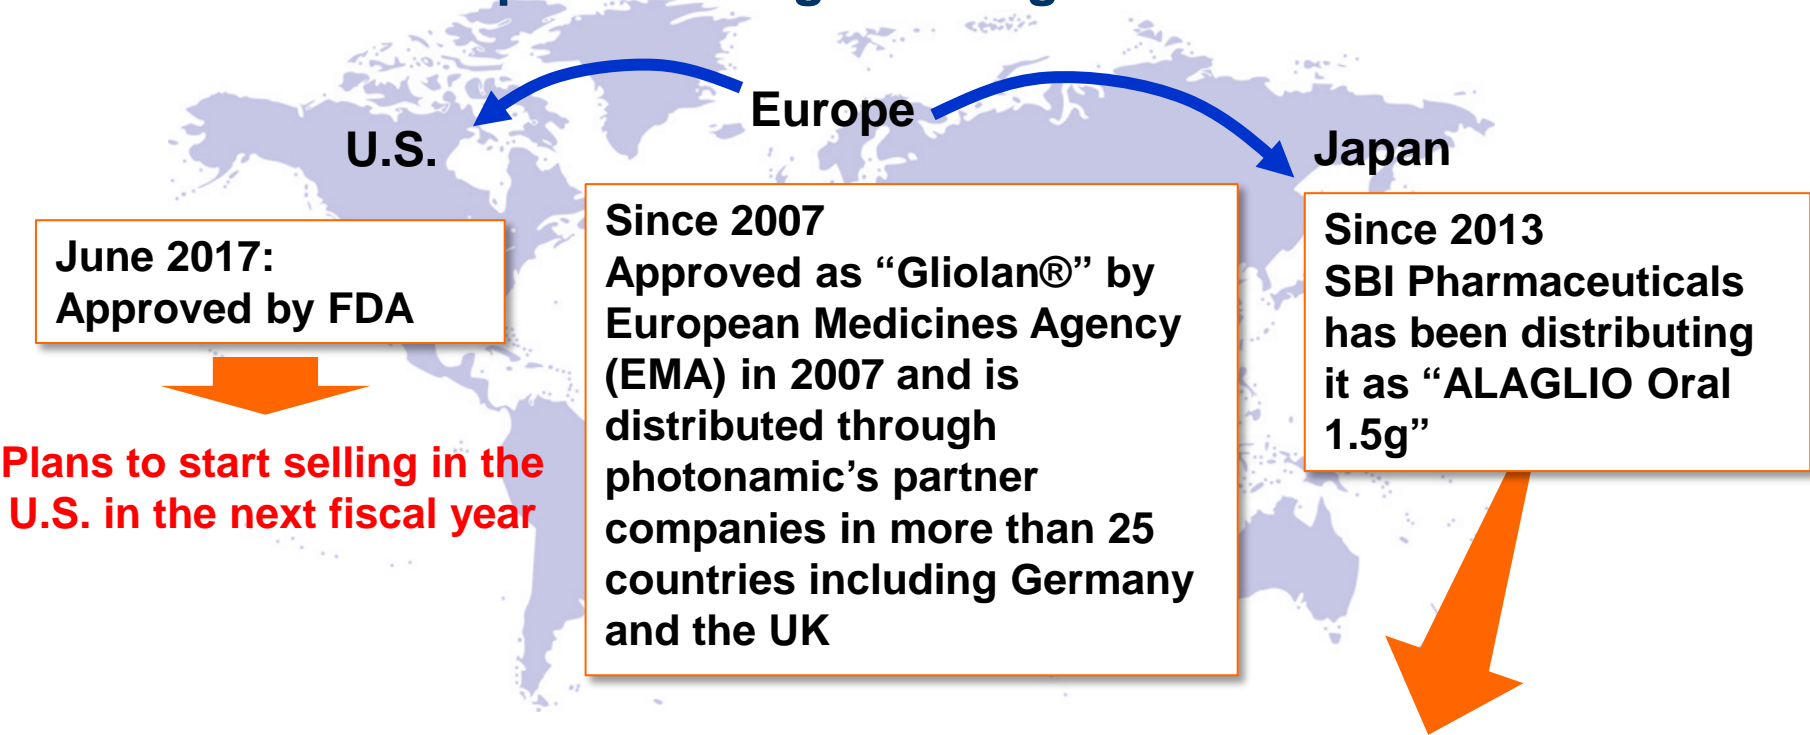 Europe
U.S.
Japan
June 2017:
Approved by FDA
Plans to start selling in the
U.S. in the next fiscal year
Since 2007
Approved as “Gliolan®” by
European Medicines Agency
(EMA) in 2007 and is
distributed through
photonamic’s partner
companies in more than 25
countries including Germany
and the UK
Since 2013
SBI Pharmaceuticals
has been distributing
it as “ALAGLIO Oral
1.5g”